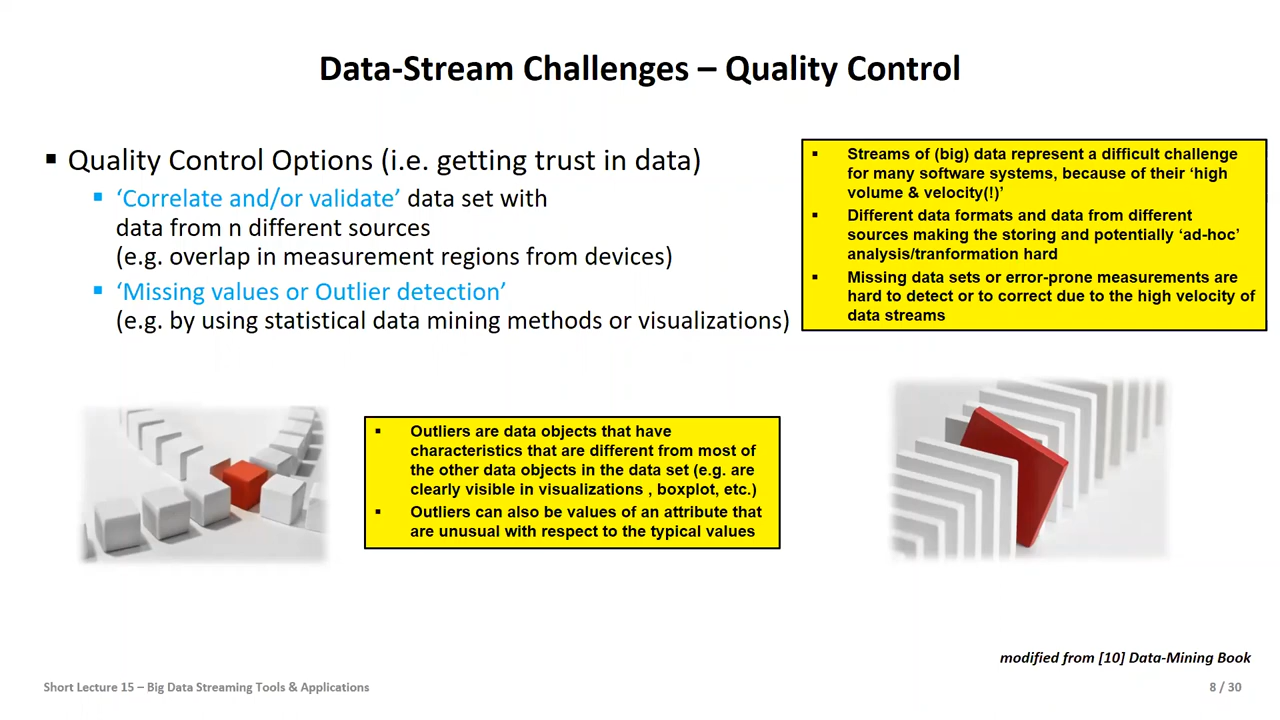 Data-Stream Challenges – Quality Control
▪ Quality Control Options (i.e. getting trust in data)
▪ ‘Correlate and/or validate’ data set with
data from n different sources
(e.g. overlap in measurement regions from devices)
▪ ‘Missing values or Outlier detection’
(e.g. by using statistical data mining methods or visualizations)
▪ Streams of (big) data represent a difficult challenge
for many software systems, because of their ‘high
volume & velocity(!)’
▪ Different data formats and data from different
sources making the storing and potentially ‘ad-hoc’
analysis/tranformation hard
▪ Missing data sets or error-prone measurements are
hard to detect or to correct due to the high velocity of
data streams
▪ Outliers are data objects that have
characteristics that are different from most of
the other data objects in the data set (e.g. are
clearly visible in visualizations , boxplot, etc.)
▪ Outliers can also be values of an attribute that
are unusual with respect to the typical values
modified from [10] Data-Mining Book
Short Lecture 15 – Big Data Streaming Tools & Applications
8 / 30